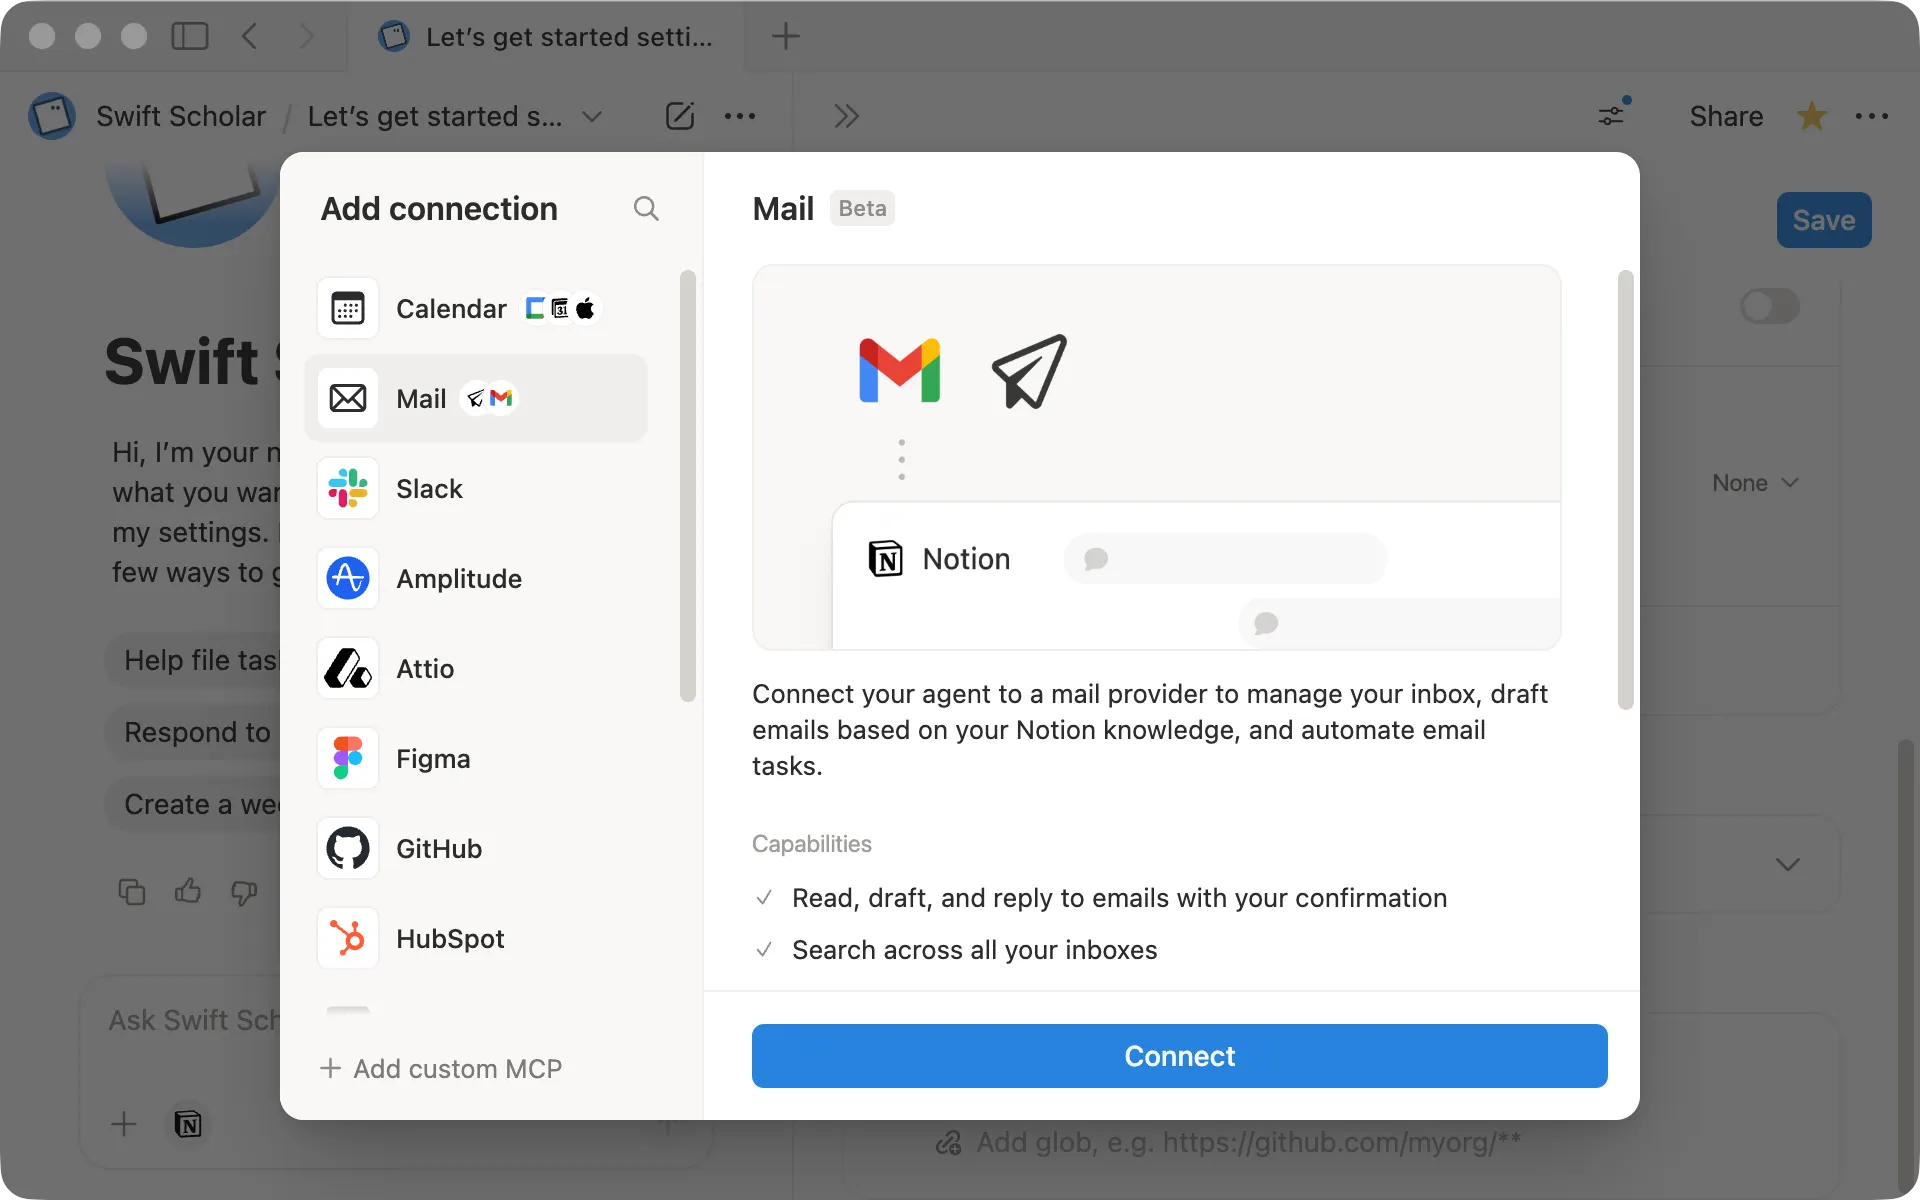 Let’s get started setti...
Swift Scholar / Let’s get started s...
Share
Save
Swift
Hi, I’m your n
what you wa
my settings.
few ways to g
Help file tas
Respond to
Create a we
Ask Swift Sch
Add connection
Calendar
31
Mail
Slack
Amplitude
Attio
Figma
GitHub
HubSpot
Add custom MCP
Mail Beta
Notion
Connect your agent to a mail provider to manage your inbox, draft
emails based on your Notion knowledge, and automate email
tasks.
Capabilities
Read, draft, and reply to emails with your confirmation
Search across all your inboxes
Connect
None
Add glob, e.g. https://github.com/myorg/**